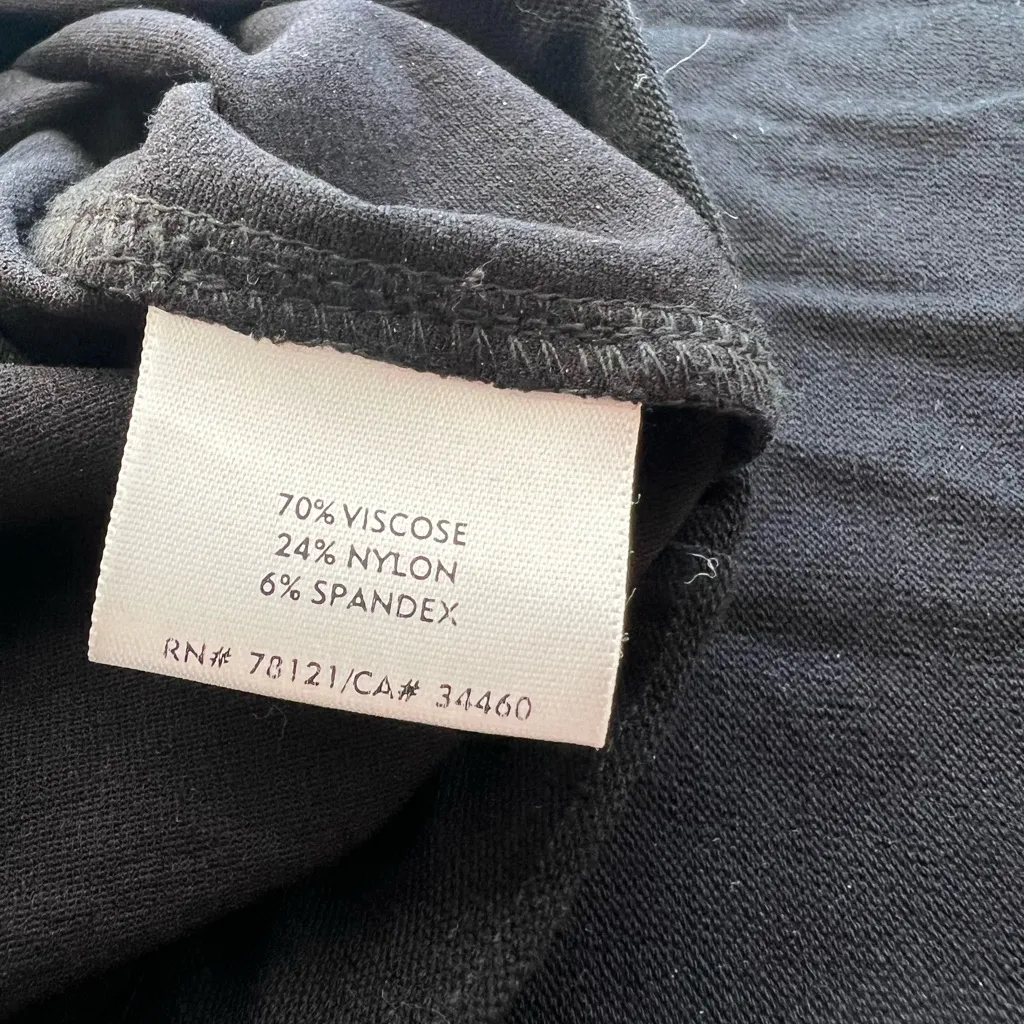 70% VISCOSE
24% NYLON
6% SPANDEX
RN# 78121/CA# 34460